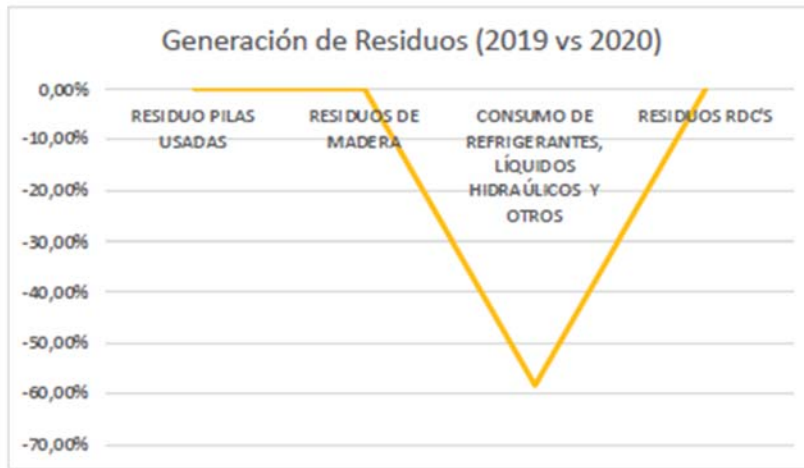 Generación de Residuos (2019 vs 2020)
0,00%
-10,00%
-20,00%
-30,00%
-40,00%
-50,00%
-60,00%
-70,00%
RESIDUO PILAS
USADAS
RESIDUOS DE
MADERA
CONSUMO DE
REFRIGERANTES,
LÍQUIDOS
HIDRAÚLICOS Y
OTROS
RESIDUOS RDC'S